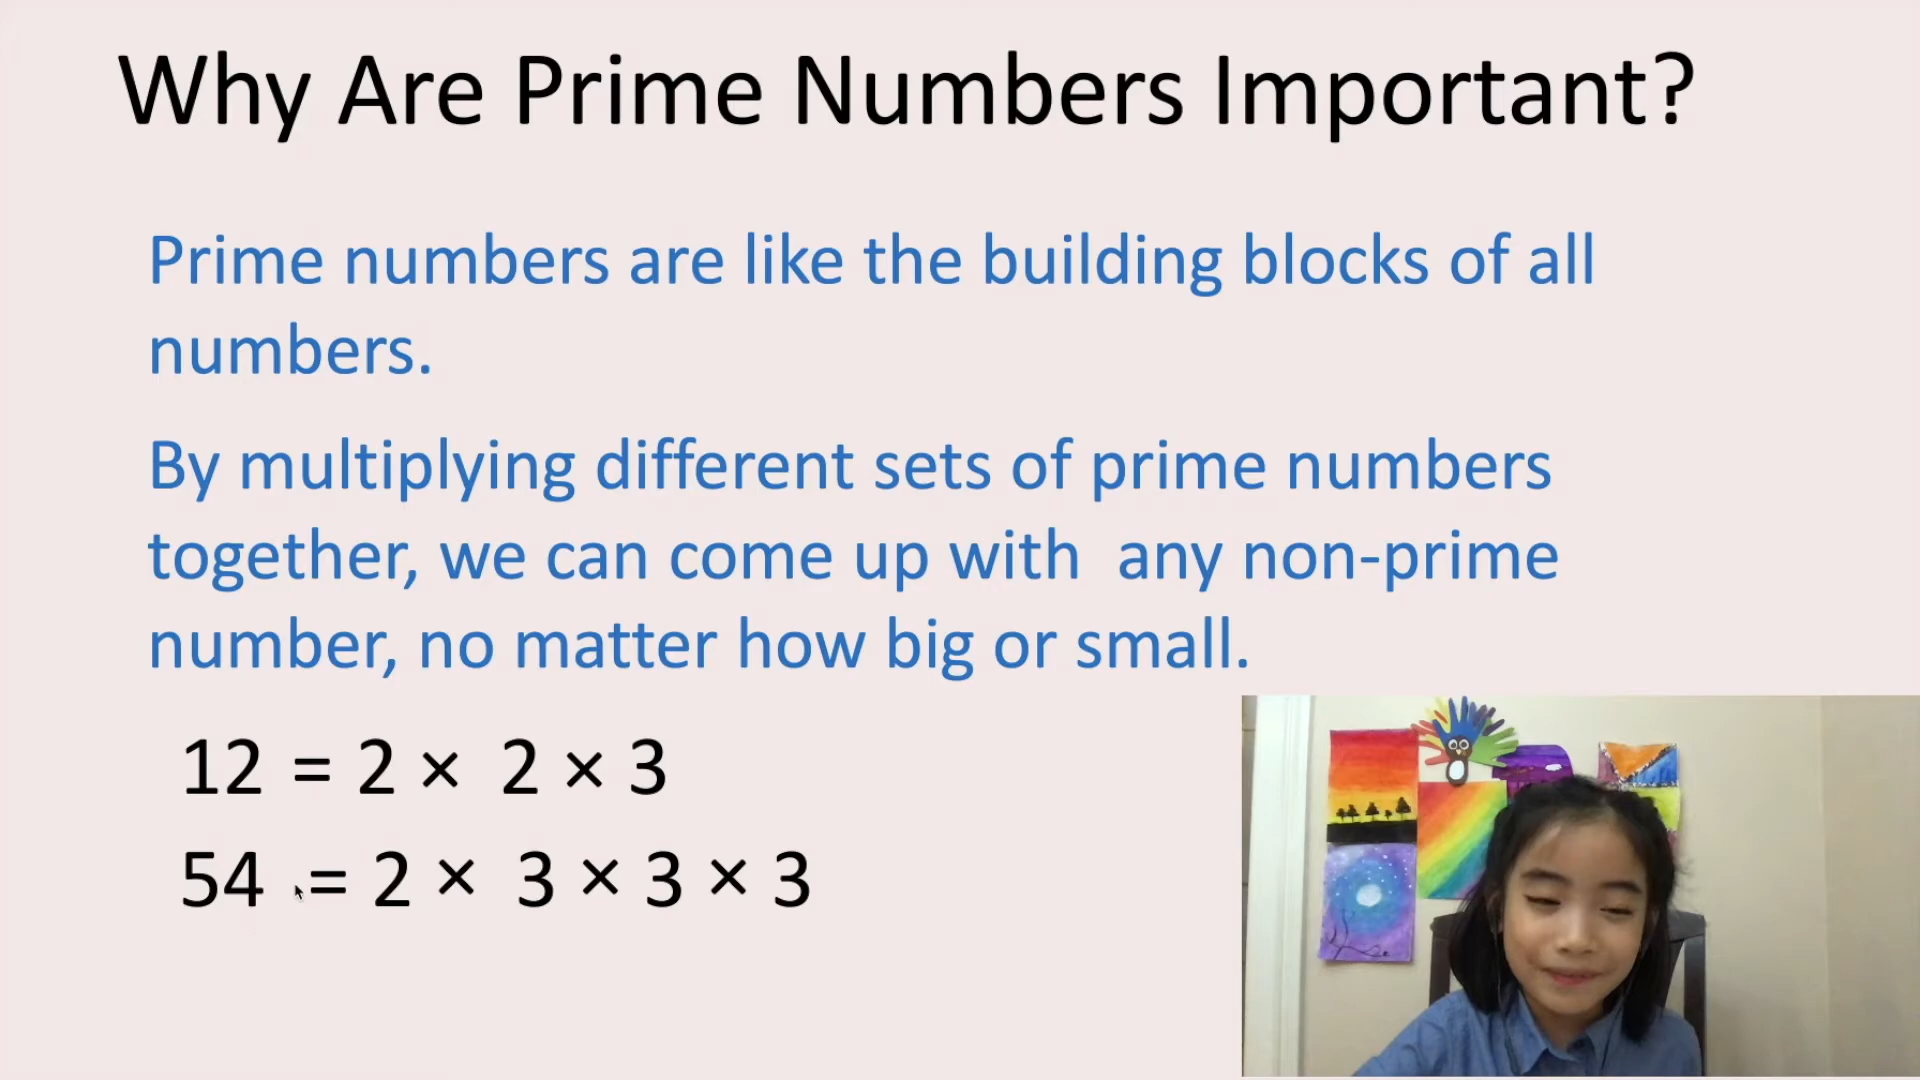 Why Are Prime Numbers Important?
Prime numbers are like the building blocks of all
numbers.
By multiplying different sets of prime numbers
together, we can come up with any non-prime
number, no matter how big or small.
12 = 2 × 2 × 3
54 = 2 × 3 × 3 × 3